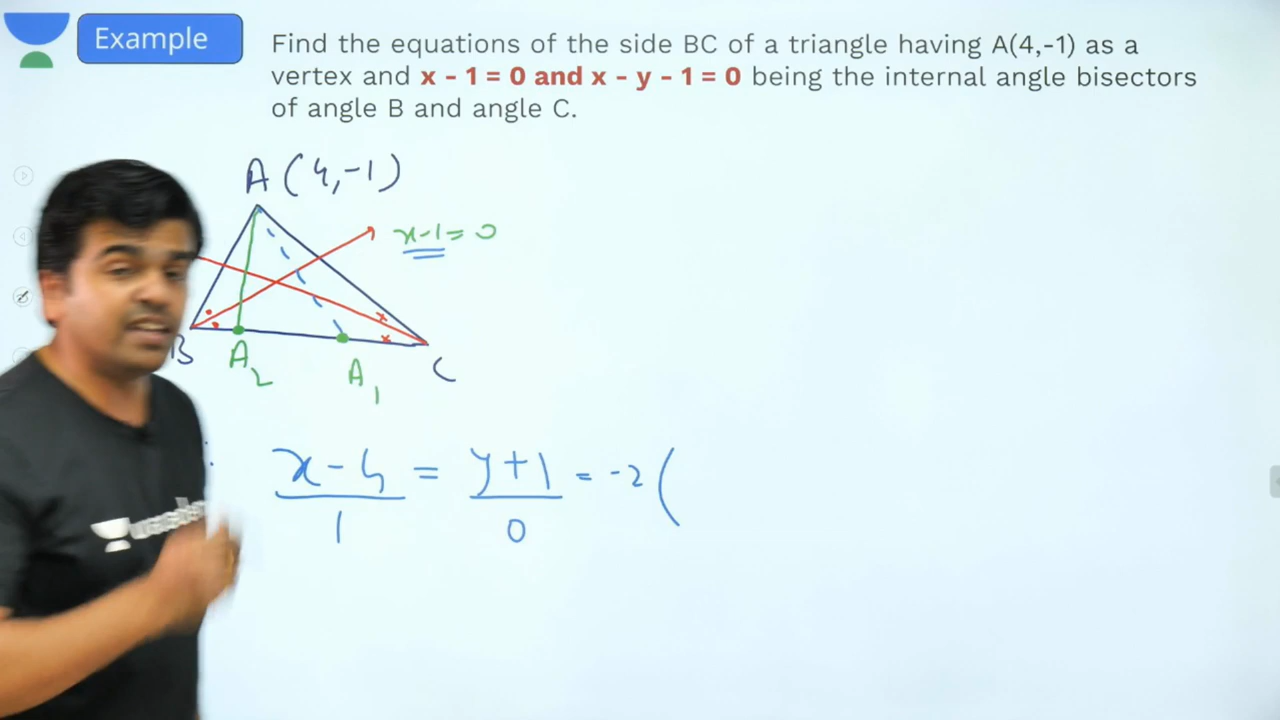 Example
Find the equations of the side BC of a triangle having A(4,-1) as a
vertex and x - 1 = 0 and x - y - 1 = 0 being the internal angle bisectors
of angle B and angle C.
A (4,-1)
x-1 = 0
B
A2
A1
C
x-4 / 1 = y+1 / 0 = -2 (